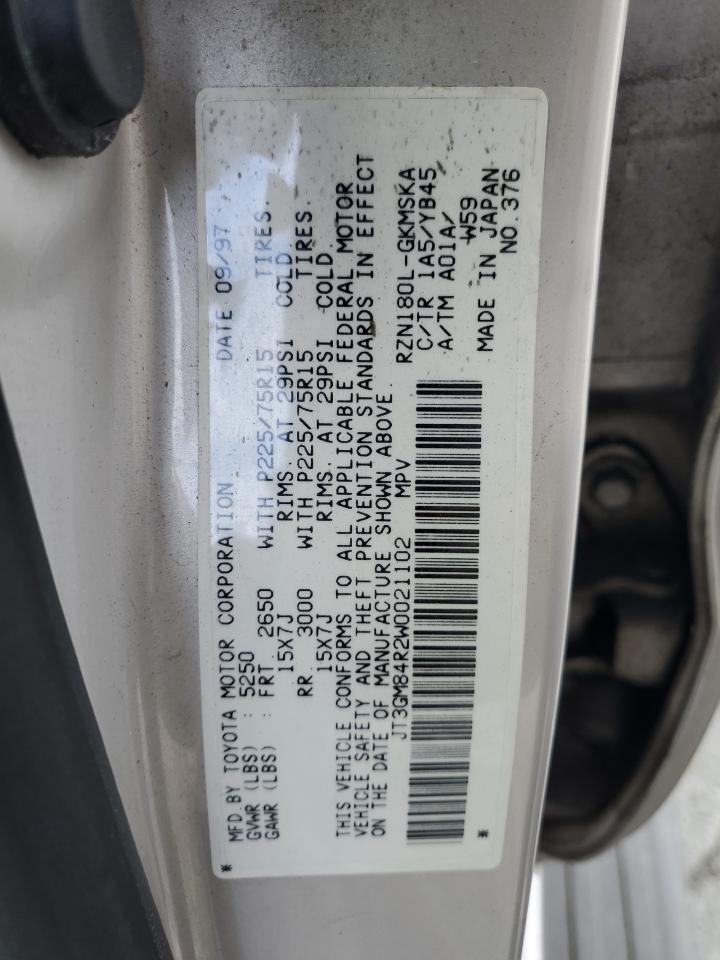 * MFD. BY TOYOTA MOTOR CORPORATION DATE 09/97
GVWR (LBS) : 5250
GAWR (LBS) : FRT 2650 WITH P225/75R15 TIRES.
15X7J RIMS. AT 29PSI COLD.
RR 3000 WITH P225/75R15 TIRES.
15X7J RIMS. AT 29PSI COLD.
THIS VEHICLE CONFORMS TO ALL APPLICABLE FEDERAL MOTOR
VEHICLE SAFETY AND THEFT PREVENTION STANDARDS IN EFFECT
ON THE DATE OF MANUFACTURE SHOWN ABOVE.
JT3GM84R2W0021102 MPV
RZN180L-GKMSKA
C/TR 1A5/YB45
A/TM A01A/
W59
* MADE IN JAPAN
NO.376